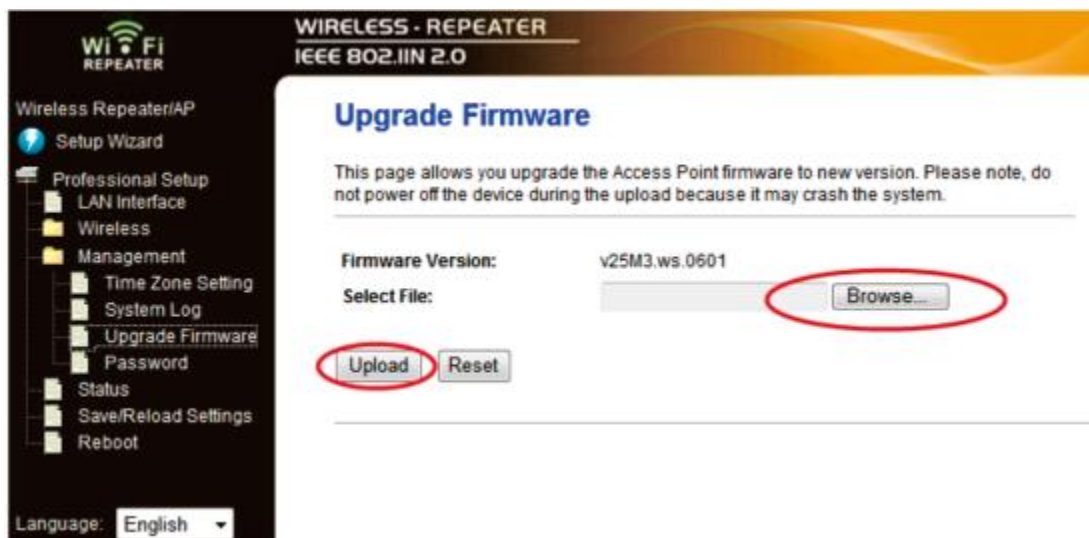 Wi Fi
REPEATER
WIRELESS - REPEATER
IEEE 802.11N 2.0
Wireless Repeater/AP
Setup Wizard
Professional Setup
LAN Interface
Wireless
Management
Time Zone Setting
System Log
Upgrade Firmware
Password
Status
Save/Reload Settings
Reboot
Language: English
Upgrade Firmware
This page allows you upgrade the Access Point firmware to new version. Please note, do
not power off the device during the upload because it may crash the system.
Firmware Version: v25M3.ws.0601
Select File: Browse...
Upload Reset